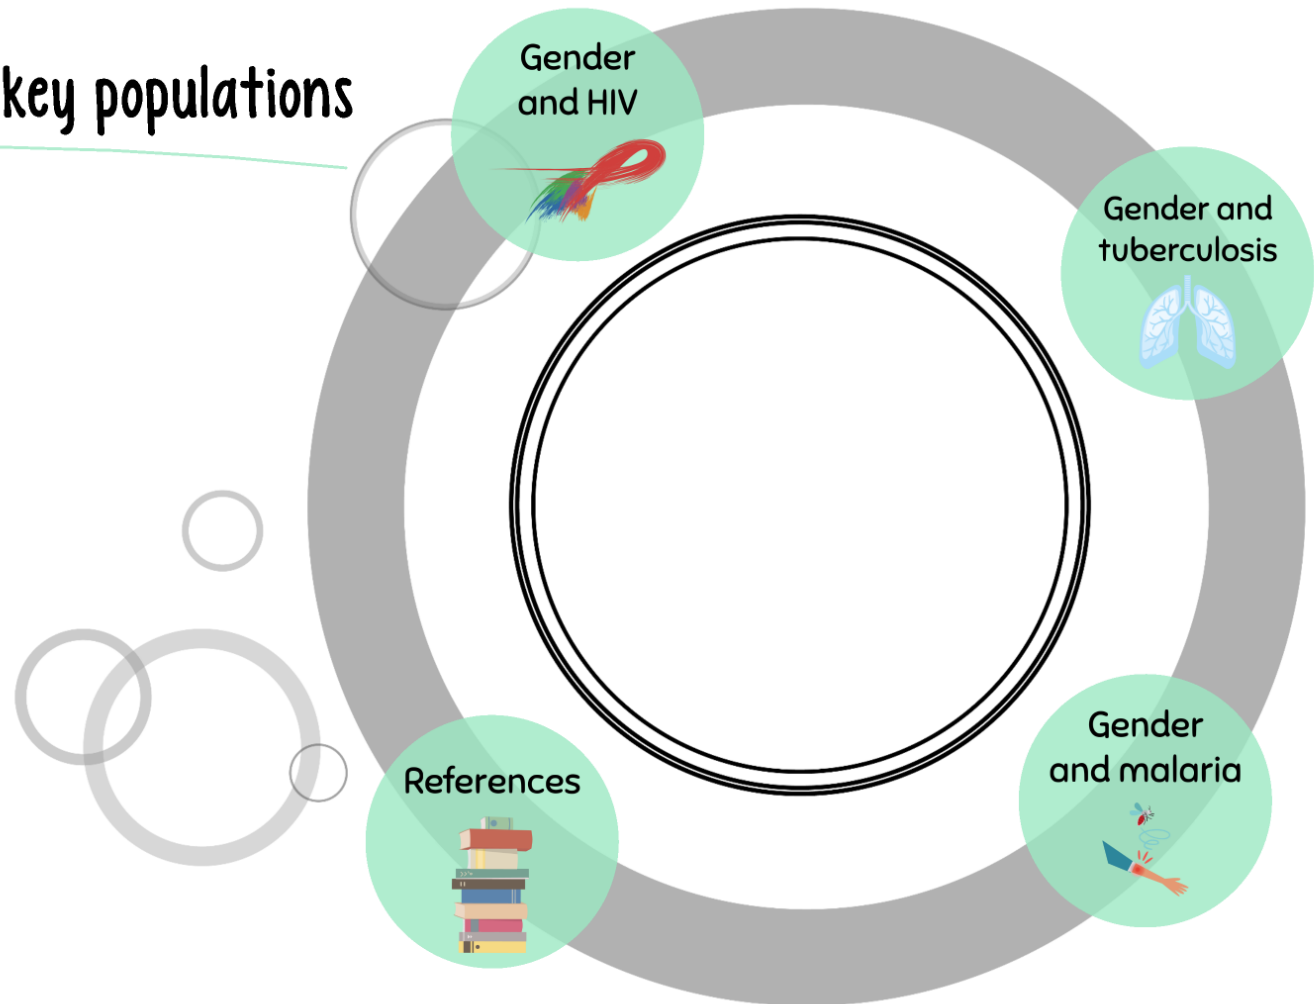 key populations
Gender
and HIV
Gender and
tuberculosis
Gender
and malaria
References